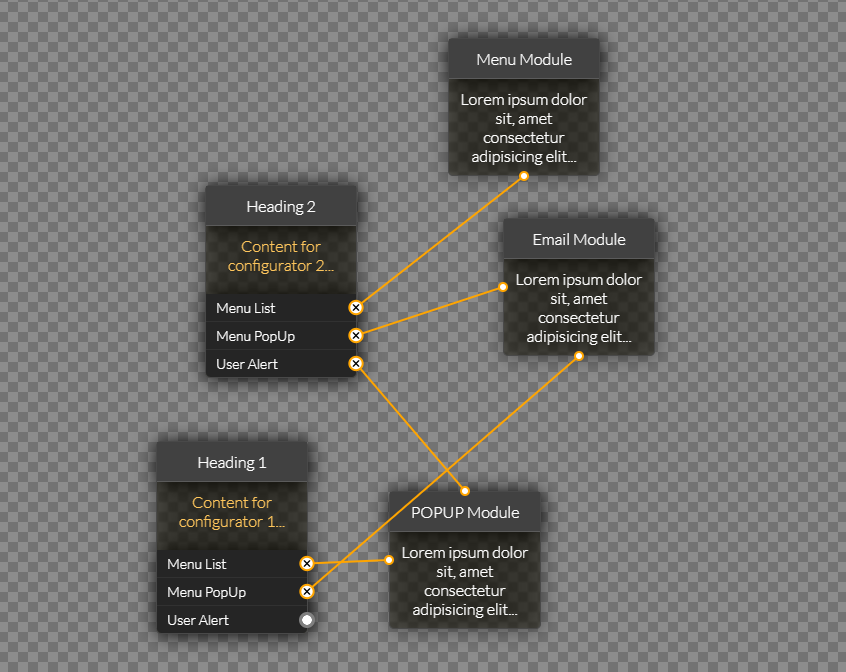 Menu Module
Lorem ipsum dolor
sit, amet
consectetur
adipisicing elit...
Heading 2
Content for
configurator 2...
Menu List
Menu PopUp
User Alert
Email Module
Lorem ipsum dolor
sit, amet
consectetur
adipisicing elit...
Heading 1
Content for
configurator 1...
Menu List
Menu PopUp
User Alert
POPUP Module
Lorem ipsum dolor
sit, amet
consectetur
adipisicing elit...